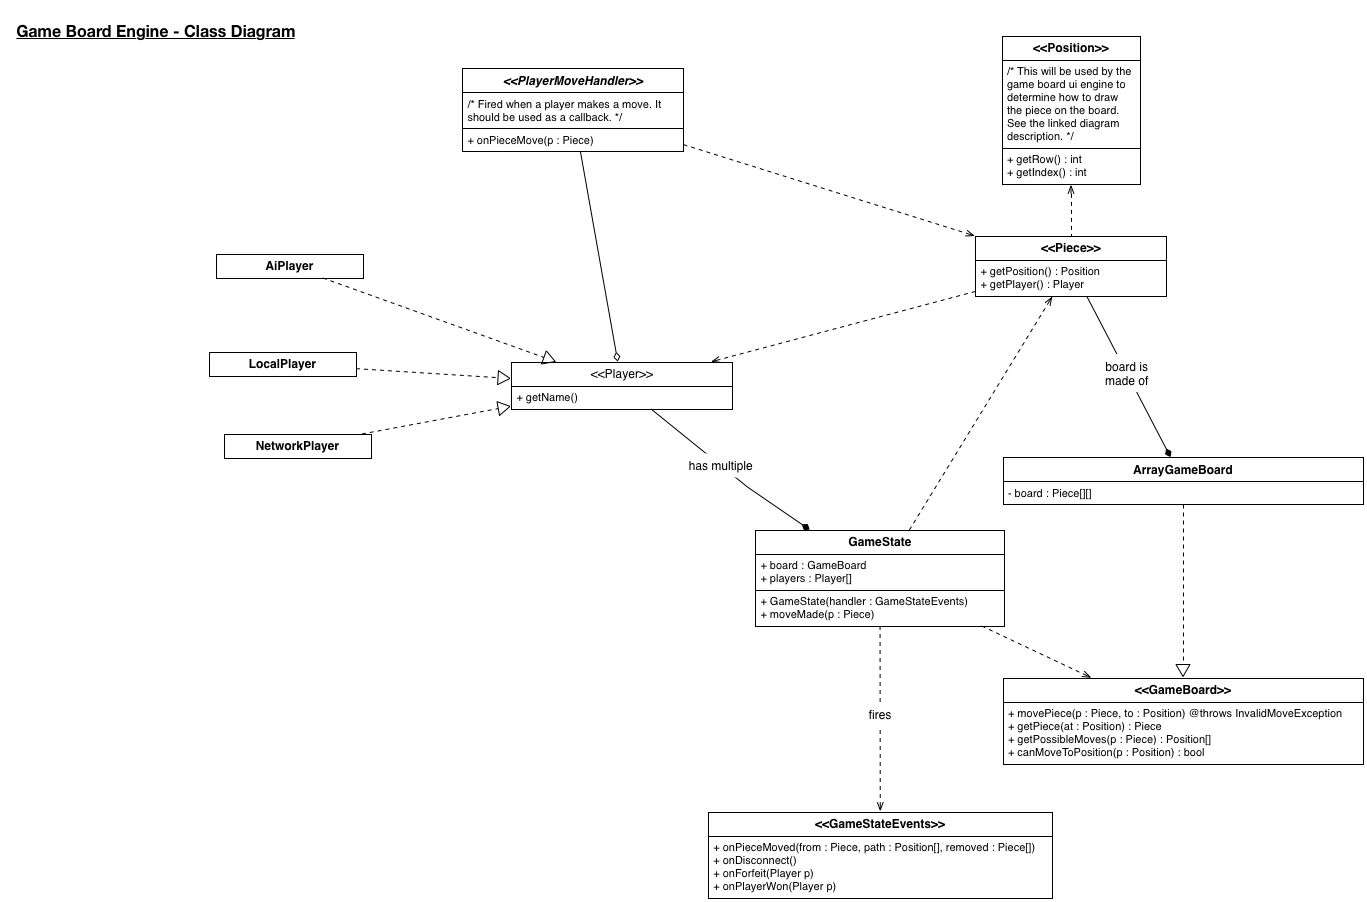 Game Board Engine - Class Diagram
<<PlayerMoveHandler>>
/* Fired when a player makes a move. It
should be used as a callback. */
+ onPieceMove(p : Piece)
<<Position>>
/* This will be used by the
game board ui engine to
determine how to draw
the piece on the board.
See the linked diagram
description. */
+ getRow() : int
+ getIndex() : int
<<Piece>>
+ getPosition() : Position
+ getPlayer() : Player
AiPlayer
LocalPlayer
NetworkPlayer
<<Player>>
+ getName()
board is
made of
has multiple
ArrayGameBoard
- board : Piece[][]
GameState
+ board : GameBoard
+ players : Player[]
+ GameState(handler : GameStateEvents)
+ moveMade(p : Piece)
fires
<<GameBoard>>
+ movePiece(p : Piece, to : Position) @throws InvalidMoveException
+ getPiece(at : Position) : Piece
+ getPossibleMoves(p : Piece) : Position[]
+ canMoveToPosition(p : Position) : bool
<<GameStateEvents>>
+ onPieceMoved(from : Piece, path : Position[], removed : Piece[])
+ onDisconnect()
+ onForfeit(Player p)
+ onPlayerWon(Player p)